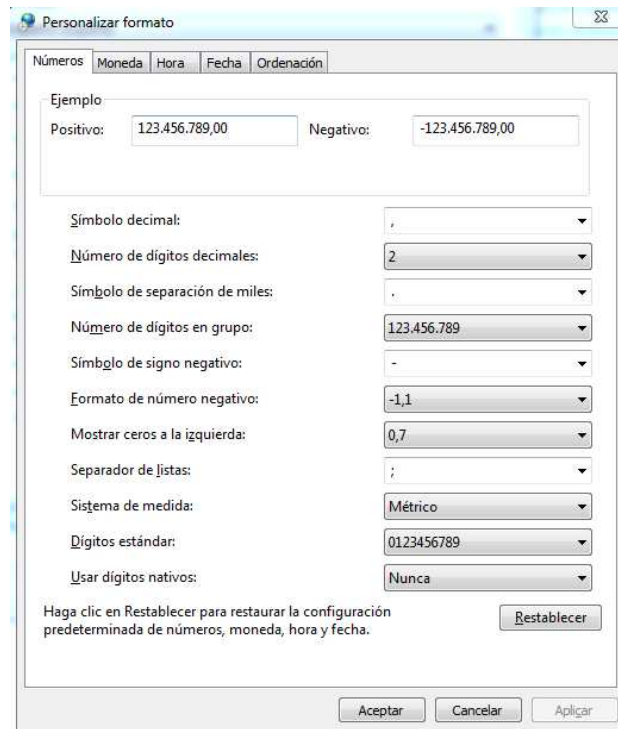 Personalizar formato
Números Moneda Hora Fecha Ordenación
Ejemplo
Positivo: 123.456.789,00 Negativo: -123.456.789,00
Símbolo decimal: ,
Número de dígitos decimales: 2
Símbolo de separación de miles: .
Número de dígitos en grupo: 123.456.789
Símbolo de signo negativo: -
Formato de número negativo: -1,1
Mostrar ceros a la izquierda: 0,7
Separador de listas: ;
Sistema de medida: Métrico
Dígitos estándar: 0123456789
Usar dígitos nativos: Nunca
Haga clic en Restablecer para restaurar la configuración
predeterminada de números, moneda, hora y fecha.
Restablecer
Aceptar Cancelar Aplicar